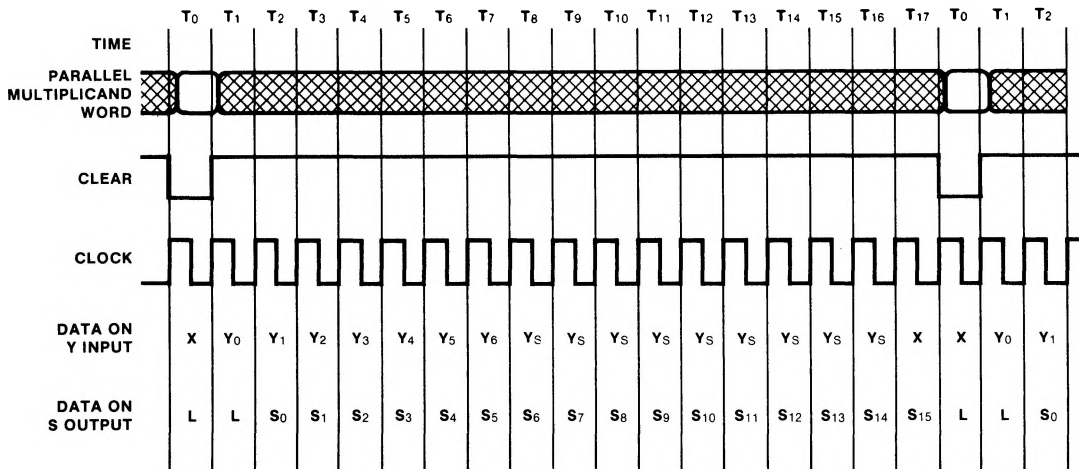 T0 T1 T2 T3 T4 T5 T6 T7 T8 T9 T10 T11 T12 T13 T14 T15 T16 T17 T0 T1 T2
TIME
PARALLEL
MULTIPLICAND
WORD
CLEAR
CLOCK
DATA ON
Y INPUT
X Y0 Y1 Y2 Y3 Y4 Y5 Y6 YS YS YS YS YS YS YS YS YS X X Y0 Y1
DATA ON
S OUTPUT
L L S0 S1 S2 S3 S4 S5 S6 S7 S8 S9 S10 S11 S12 S13 S14 S15 L L S0